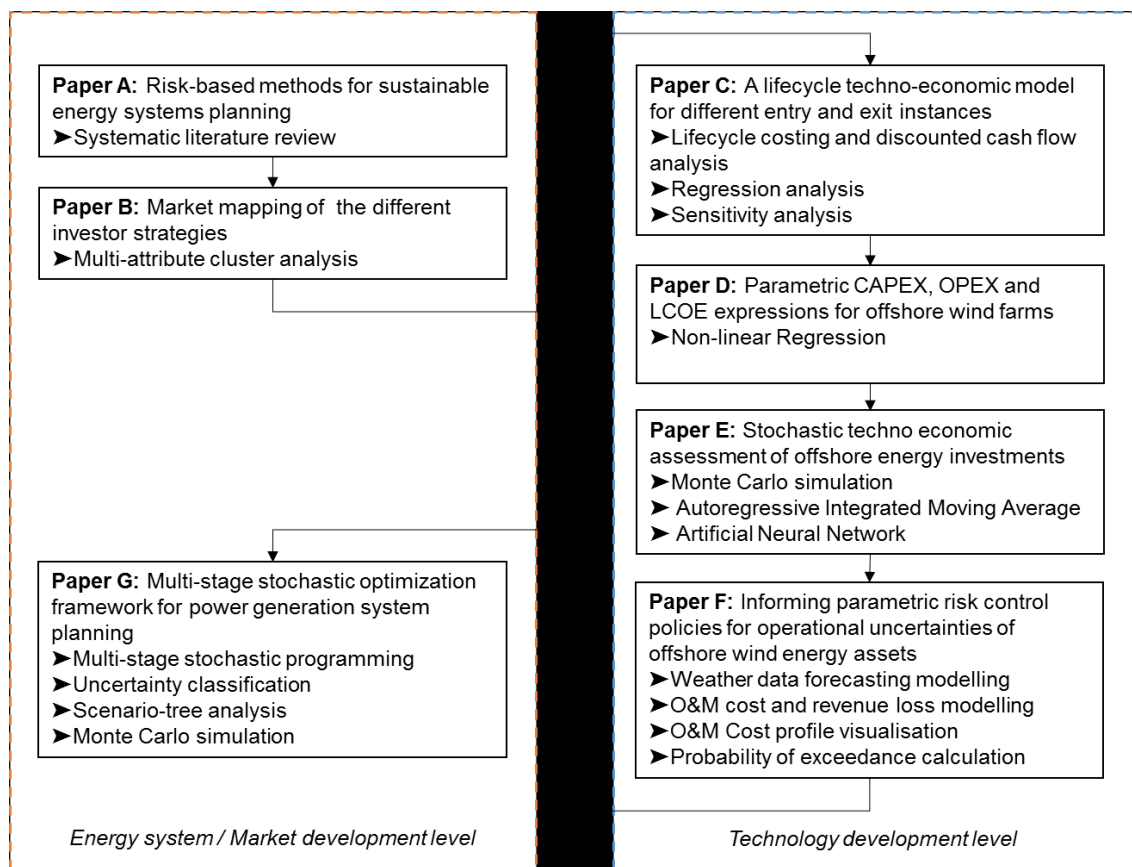 Paper A: Risk-based methods for sustainable
energy systems planning
➤Systematic literature review
Paper B: Market mapping of the different
investor strategies
➤Multi-attribute cluster analysis
Paper G: Multi-stage stochastic optimization
framework for power generation system
planning
➤Multi-stage stochastic programming
➤Uncertainty classification
➤Scenario-tree analysis
➤Monte Carlo simulation
Energy system / Market development level
Paper C: A lifecycle techno-economic model
for different entry and exit instances
➤Lifecycle costing and discounted cash flow
analysis
➤Regression analysis
➤Sensitivity analysis
Paper D: Parametric CAPEX, OPEX and
LCOE expressions for offshore wind farms
➤Non-linear Regression
Paper E: Stochastic techno economic
assessment of offshore energy investments
➤Monte Carlo simulation
➤ Autoregressive Integrated Moving Average
➤ Artificial Neural Network
Paper F: Informing parametric risk control
policies for operational uncertainties of
offshore wind energy assets
➤Weather data forecasting modelling
➤O&M cost and revenue loss modelling
➤O&M Cost profile visualisation
➤Probability of exceedance calculation
Technology development level